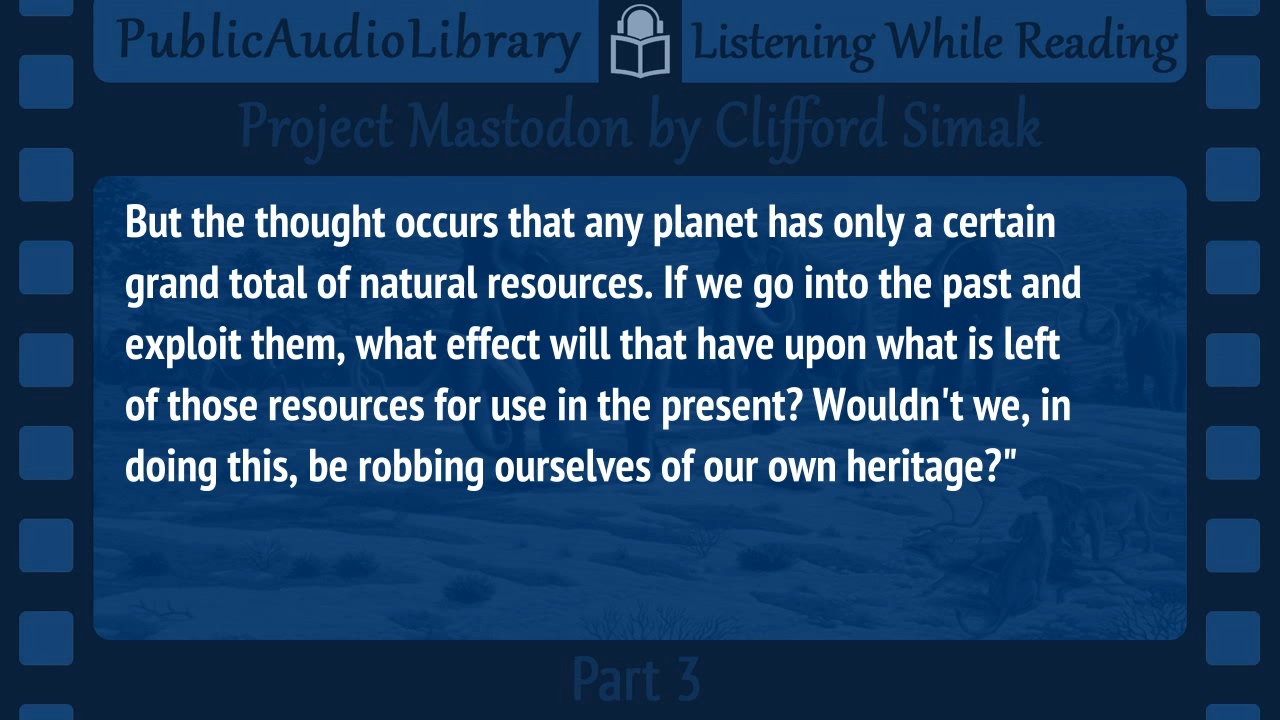 PublicAudioLibrary Listening While Reading
Project Mastodon by Clifford Simak
But the thought occurs that any planet has only a certain
grand total of natural resources. If we go into the past and
exploit them, what effect will that have upon what is left
of those resources for use in the present? Wouldn't we, in
doing this, be robbing ourselves of our own heritage?"
Part 3